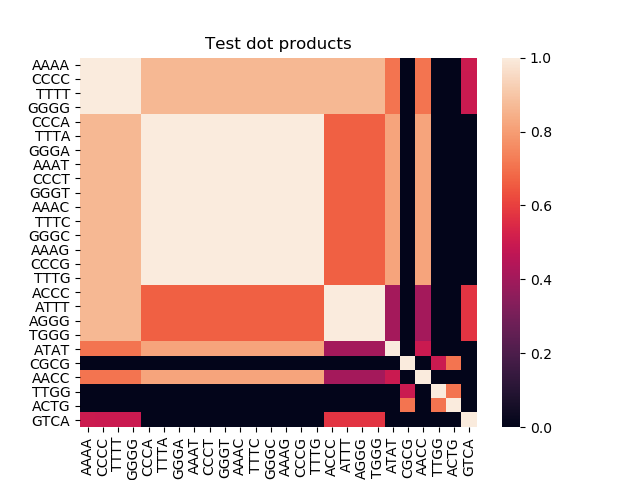 Test dot products
AAAA
CCCC
TTTT
GGGG
CCCA
TTTA
GGGA
AAAT
CCCT
GGGT
AAAC
TTTC
GGGC
AAAG
CCCG
TTTG
ACCC
ATTT
AGGG
TGGG
ATAT
CGCG
AACC
TTGG
ACTG
GTCA
1.0
0.8
0.6
0.4
0.2
0.0
AAAA CCCC TTTT GGGG CCCA TTTA GGGA AAAT CCCT GGGT AAAC TTTC GGGC AAAG CCCG TTTG ACCC ATTT AGGG TGGG ATAT CGCG AACC TTGG ACTG GTCA